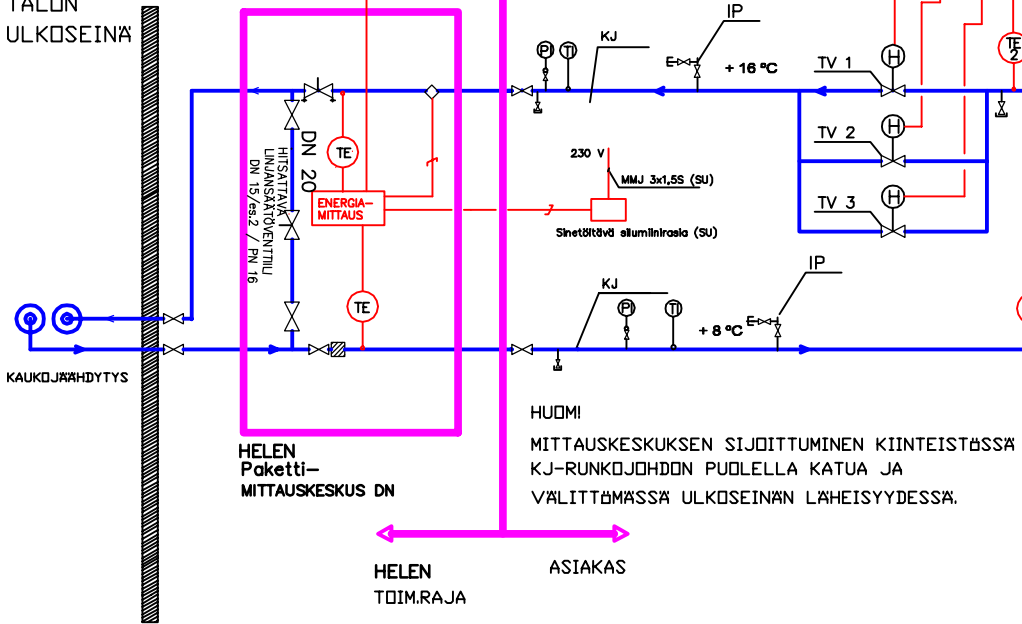 TALON
ULKOSEINÄ
IP
KJ
PI
TI
+ 16 °C
TV 1
H
TE
2
TV 2
H
TV 3
H
DN 20
HITSATTAVA
LINJANSÄÄTÖVENTTIILI
DN 15/es.2 / PN 16
TE
ENERGIA-
MITTAUS
230 V
MMJ 3x1,5S (SU)
Sinetöitävä silumiinirasia (SU)
TE
KJ
PI
TI
IP
+ 8 °C
KAUKOJÄÄHDYTYS
HELEN
Paketti-
MITTAUSKESKUS DN
HUOM!
MITTAUSKESKUKSEN SIJOITTUMINEN KIINTEISTÖSSÄ
KJ-RUNKOJOHDON PUOLELLA KATUA JA
VÄLITTÖMÄSSÄ ULKOSEINÄN LÄHEISYYDESSÄ.
HELEN
TOIM.RAJA
ASIAKAS